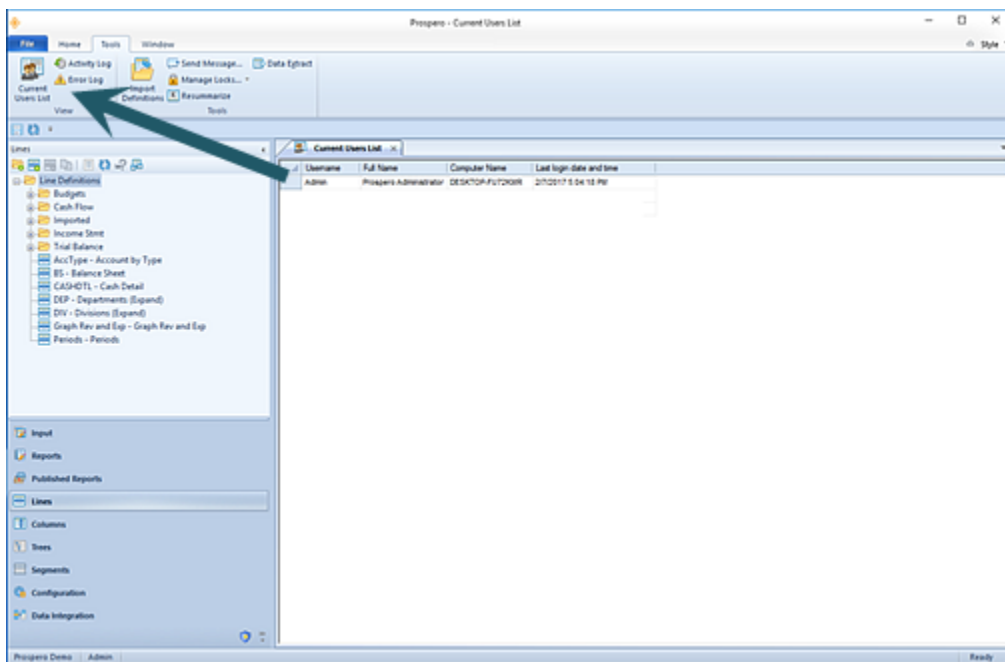 Prospero - Current Users List
File Home Tools Window
Style
Activity Log
Error Log
Current Users List
View
Import Definitions
Send Message...
Manage Locks...
Resummarize
Data Extract
Tools
Lines
Current Users List
Username Full Name Computer Name Last login date and time
Admin Prospero Administrator 2/7/2017 5:04:18 PM
Line Definitions
Budgets
Cash Flow
Imported
Income Stmt
Trial Balance
AccType - Account by Type
BS - Balance Sheet
CASHDTL - Cash Detail
DEP - Departments (Expand)
DIV - Divisions (Expand)
Graph Rev and Exp - Graph Rev and Exp
Periods - Periods
Input
Reports
Published Reports
Lines
Columns
Trees
Segments
Configuration
Data Integration
Prospero Demo Admin
Ready